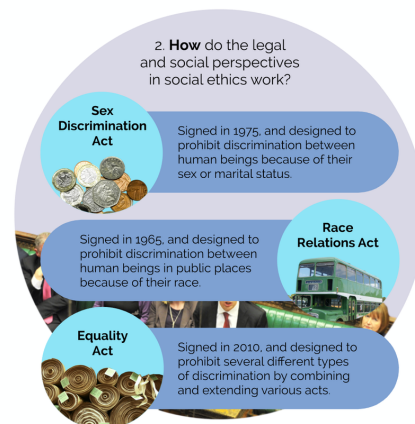 2. How do the legal
and social perspectives
in social ethics work?
Sex
Discrimination
Act
Signed in 1975, and designed to
prohibit discrimination between
human beings because of their
sex or marital status.
Race
Relations Act
Signed in 1965, and designed to
prohibit discrimination between
human beings in public places
because of their race.
Equality
Act
Signed in 2010, and designed to
prohibit several different types
of discrimination by combining
and extending various acts.